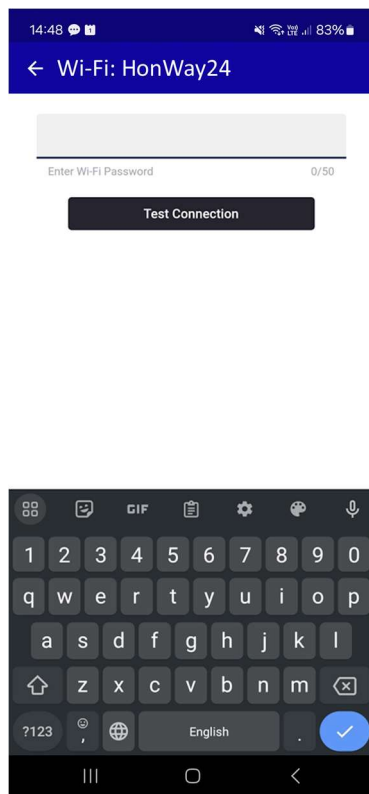 14:48 83%
Wi-Fi: HonWay24
Enter Wi-Fi Password 0/50
Test Connection
GIF
1 2 3 4 5 6 7 8 9 0
q w e r t y u i o p
a s d f g h j k l
z x c v b n m
?123 , English .